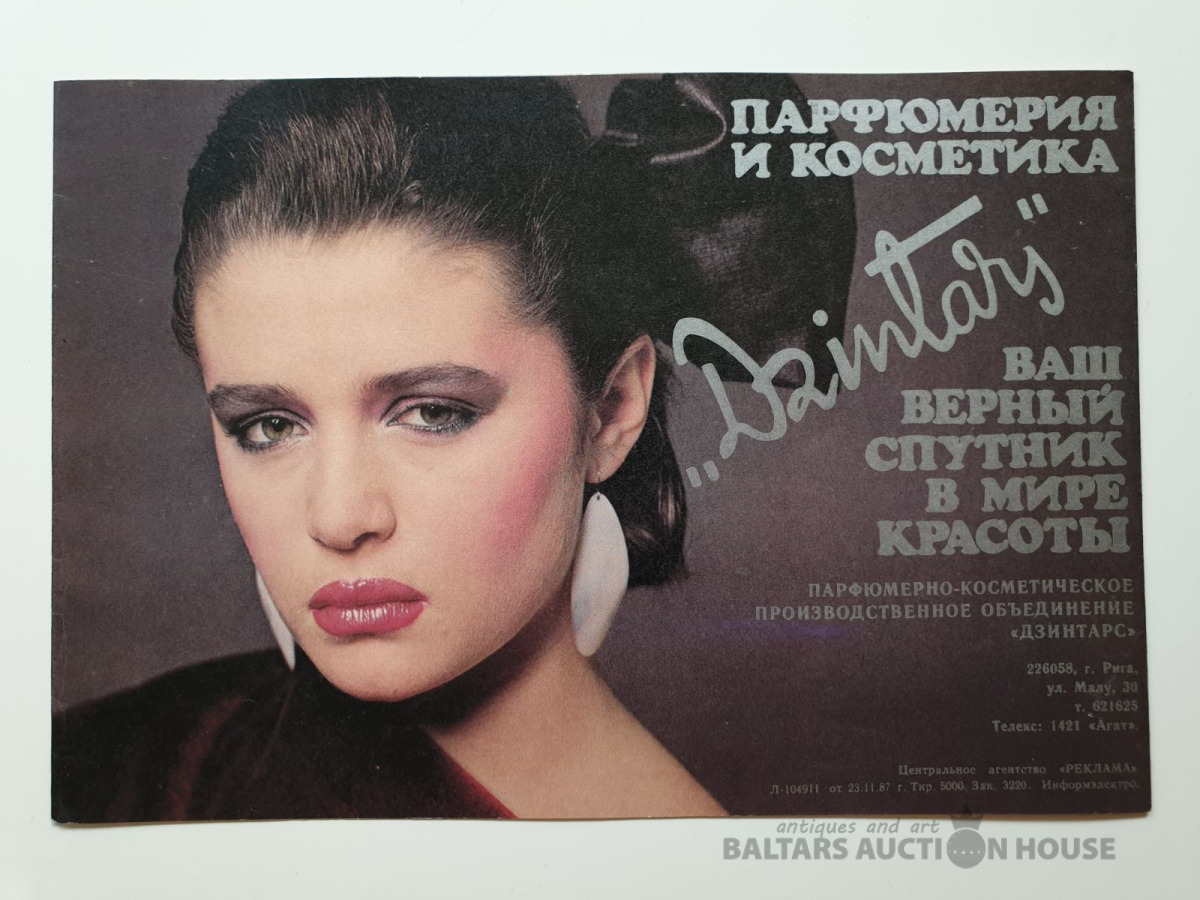 ПАРФЮМЕРИЯ
И КОСМЕТИКА
„Dzintars"
ВАШ
ВЕРНЫЙ
СПУТНИК
В МИРЕ
КРАСОТЫ
ПАРФЮМЕРНО-КОСМЕТИЧЕСКОЕ
ПРОИЗВОДСТВЕННОЕ ОБЪЕДИНЕНИЕ
«ДЗИНТАРС»
226058, г. Рига,
ул. Малу, 30
т. 621625
Телекс: 1421 «Агат».
Центральное агентство «РЕКЛАМА»
Л-104911 от 23.11.87 г. Тир. 5000. Зак. 3220. Информэлектро.
antiques and art
BALTARS AUCTION HOUSE